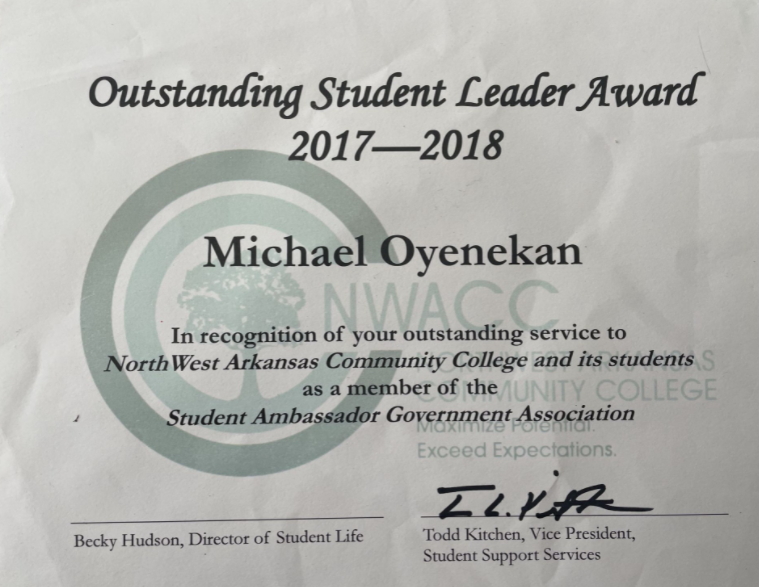 Outstanding Student Leader Award
2017—2018
Michael Oyenekan
NWACC
In recognition of your outstanding service to
NorthWest Arkansas Community College and its students
as a member of the
Student Ambassador Government Association
NORTHWEST ARKANSAS
COMMUNITY COLLEGE
Maximize Potential.
Exceed Expectations.
Becky Hudson, Director of Student Life
Todd Kitchen, Vice President,
Student Support Services